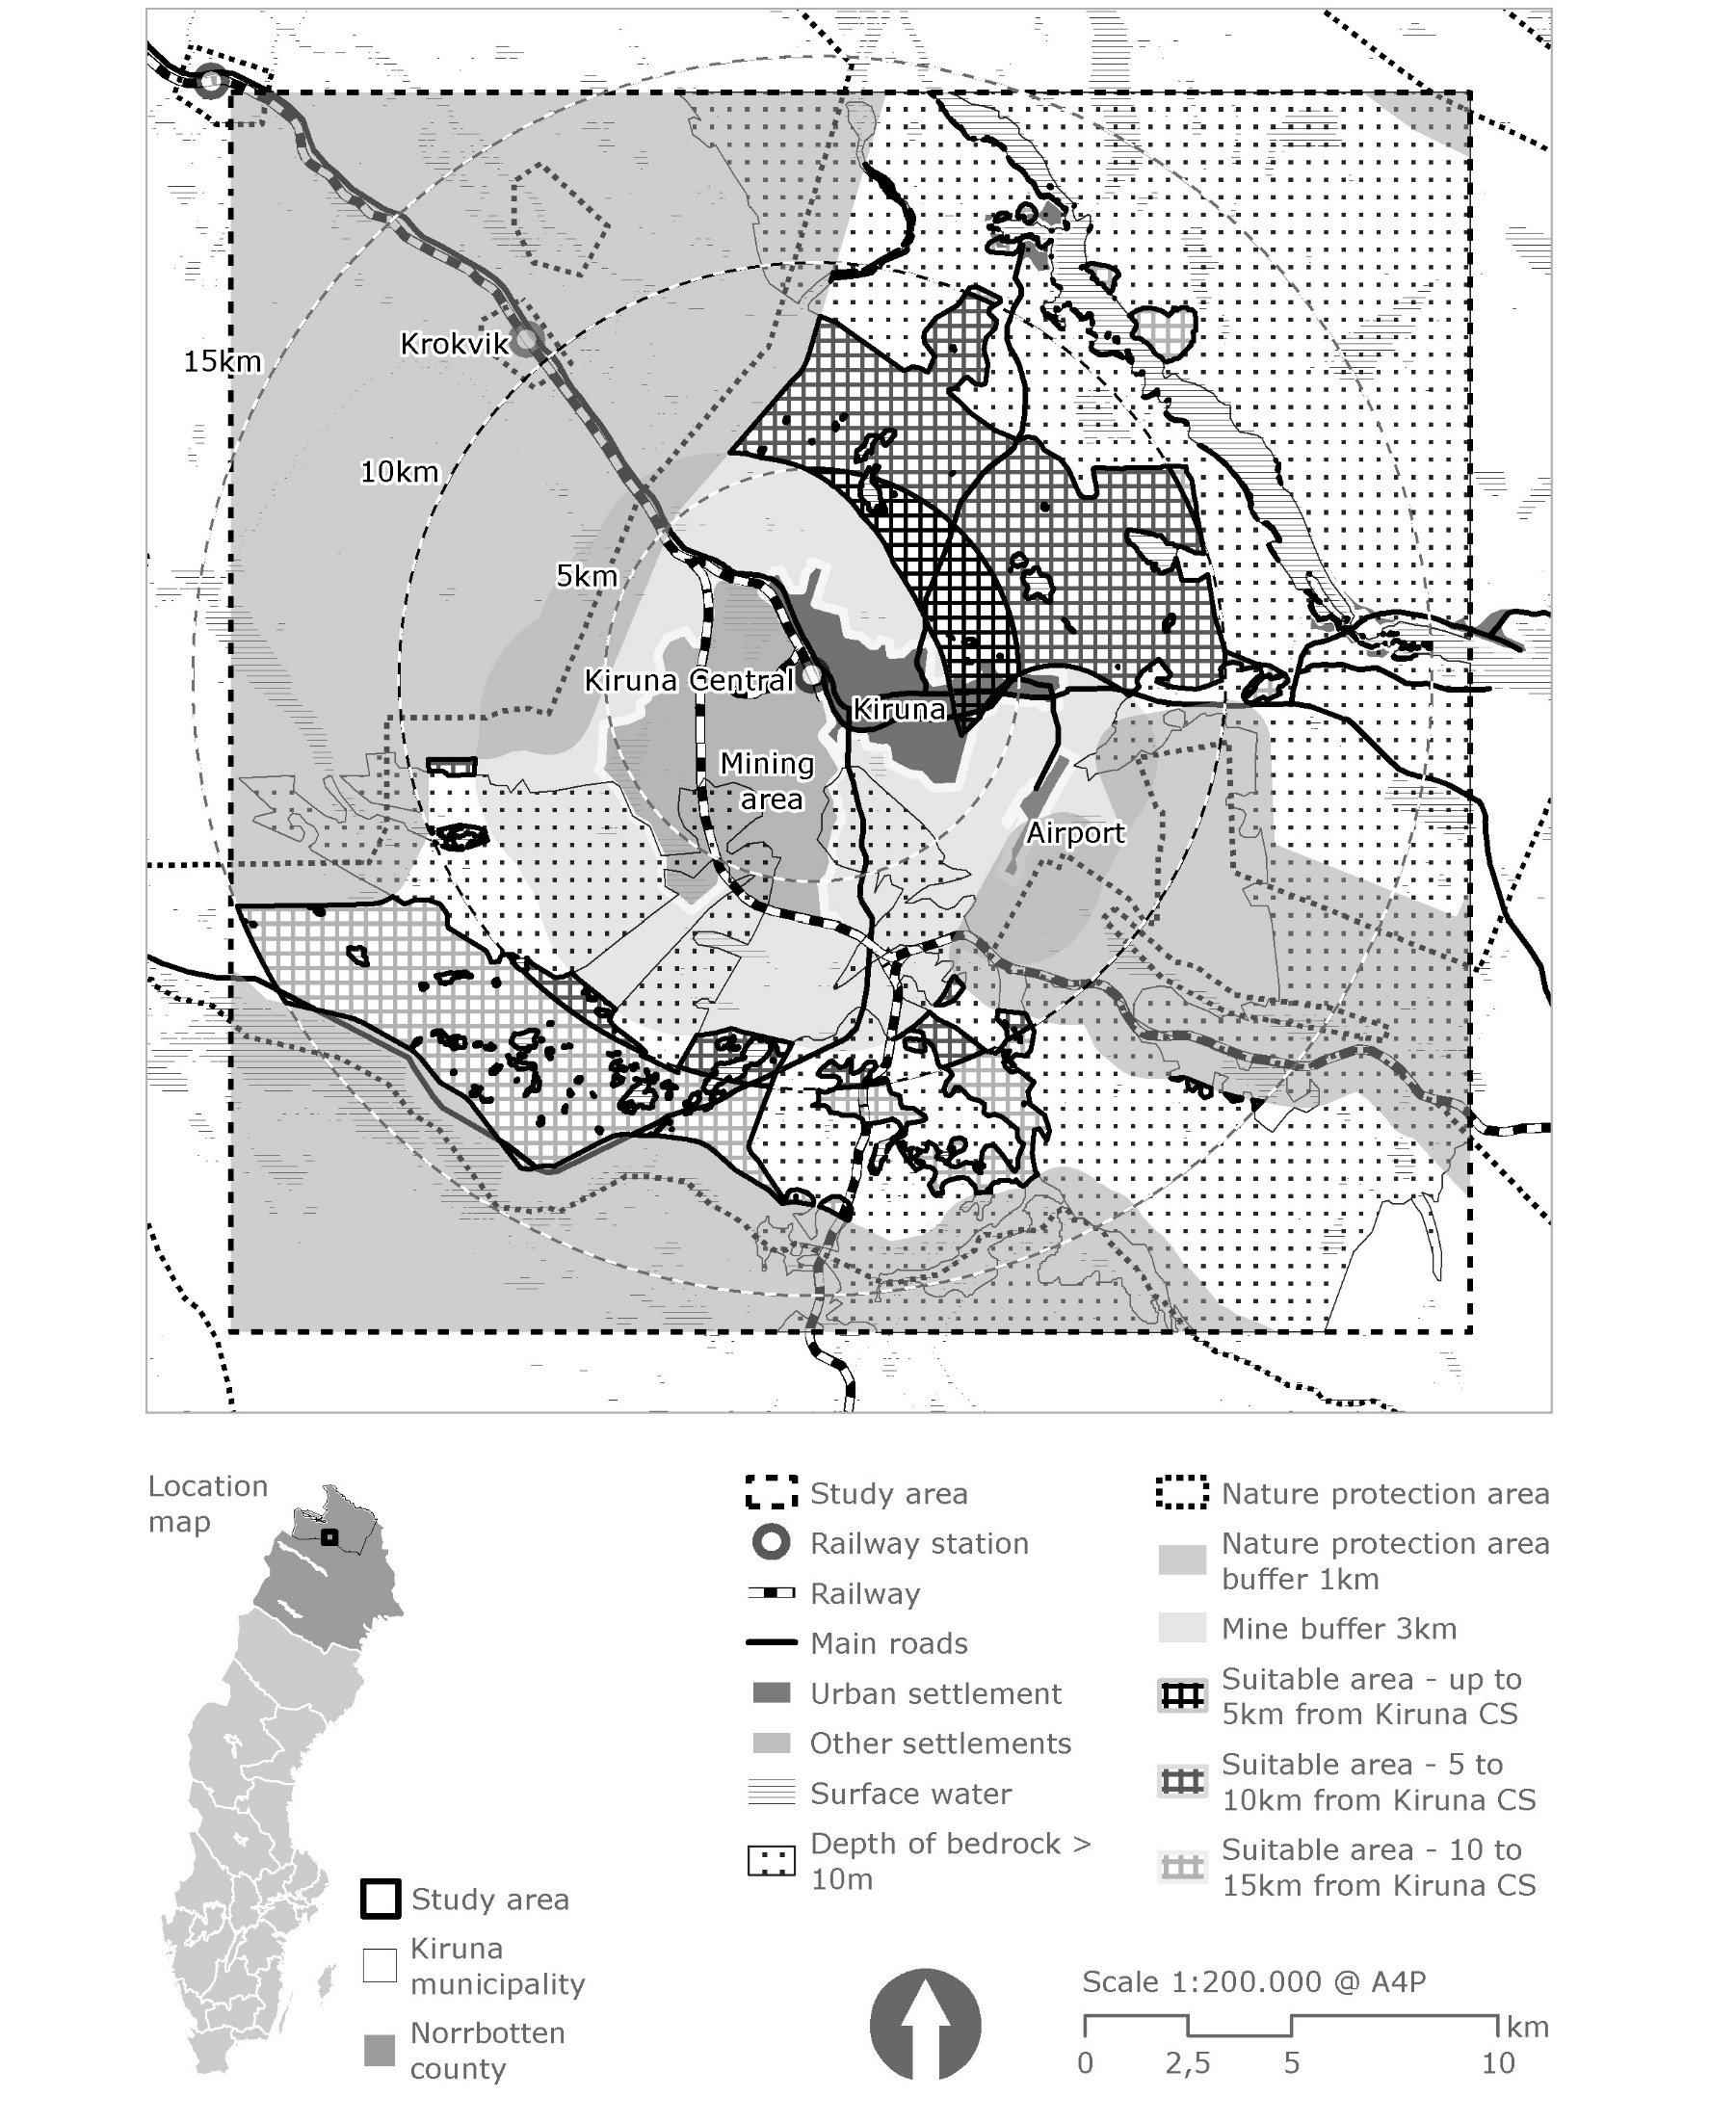 Krokvik
15km
10km
5km
Kiruna Central
Kiruna
Mining
area
Airport
Location
map
Study area
Kiruna
municipality
Norrbotten
county
Study area
Railway station
Railway
Main roads
Urban settlement
Other settlements
Surface water
Depth of bedrock >
10m
Nature protection area
Nature protection area
buffer 1km
Mine buffer 3km
Suitable area - up to
5km from Kiruna CS
Suitable area - 5 to
10km from Kiruna CS
Suitable area - 10 to
15km from Kiruna CS
Scale 1:200.000 @ A4P
km
0 2,5 5 10